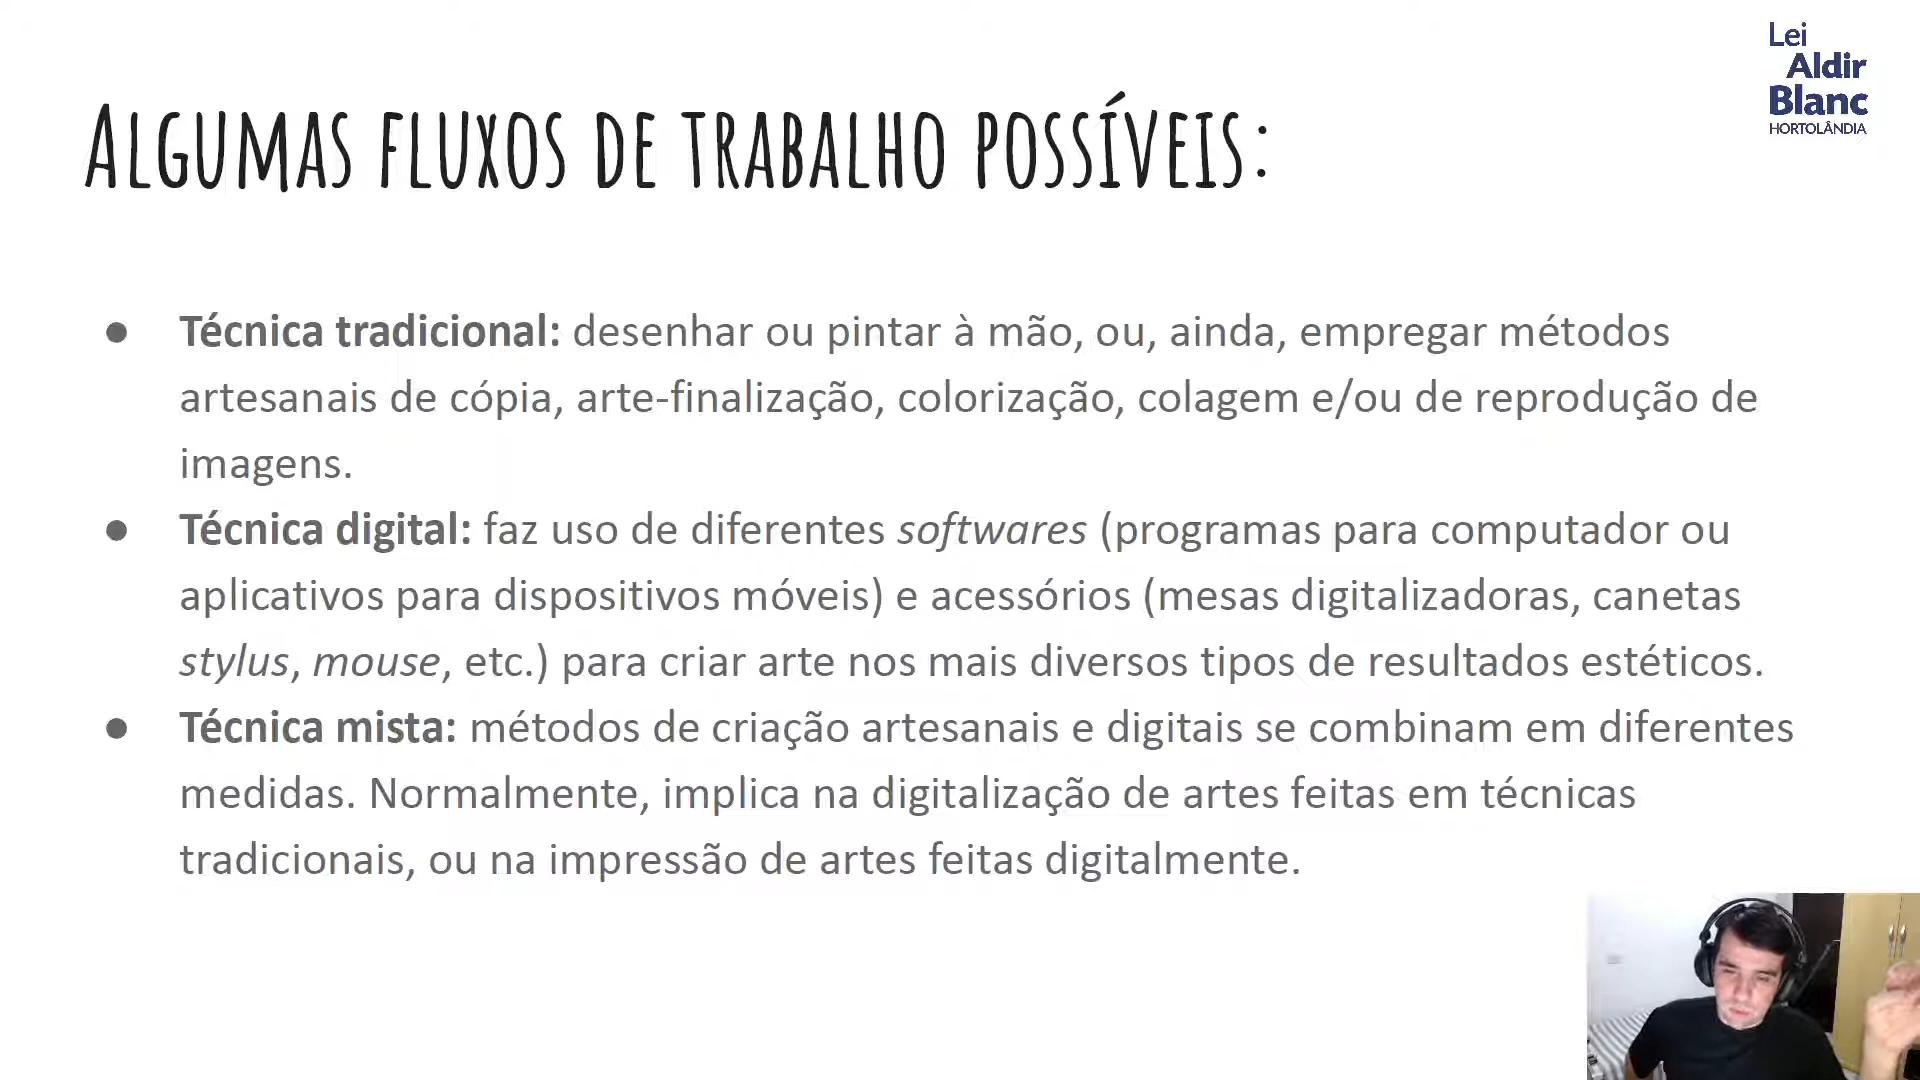 Lei
Aldir
Blanc
HORTOLÂNDIA
ALGUMAS FLUXOS DE TRABALHO POSSÍVEIS:
● Técnica tradicional: desenhar ou pintar à mão, ou, ainda, empregar métodos
artesanais de cópia, arte-finalização, colorização, colagem e/ou de reprodução de
imagens.
● Técnica digital: faz uso de diferentes softwares (programas para computador ou
aplicativos para dispositivos móveis) e acessórios (mesas digitalizadoras, canetas
stylus, mouse, etc.) para criar arte nos mais diversos tipos de resultados estéticos.
● Técnica mista: métodos de criação artesanais e digitais se combinam em diferentes
medidas. Normalmente, implica na digitalização de artes feitas em técnicas
tradicionais, ou na impressão de artes feitas digitalmente.